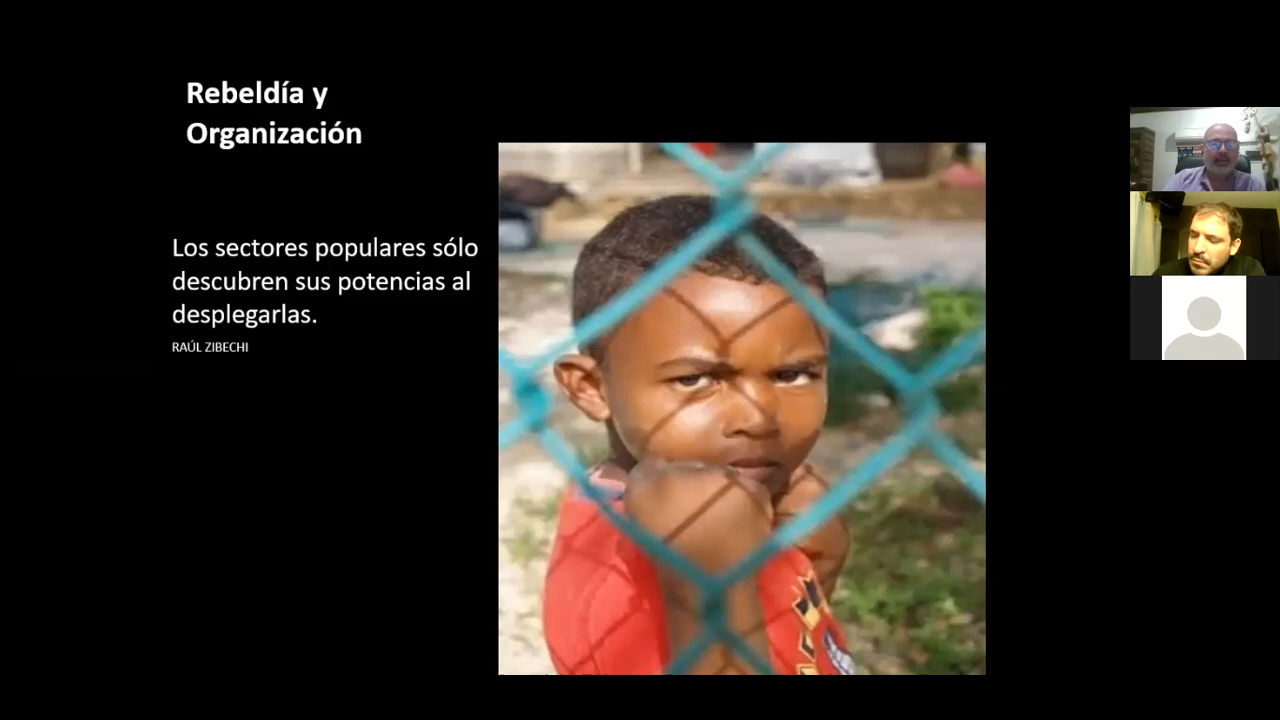 Rebeldía y
Organización
Los sectores populares sólo
descubren sus potencias al
desplegarlas.
RAÚL ZIBECHI